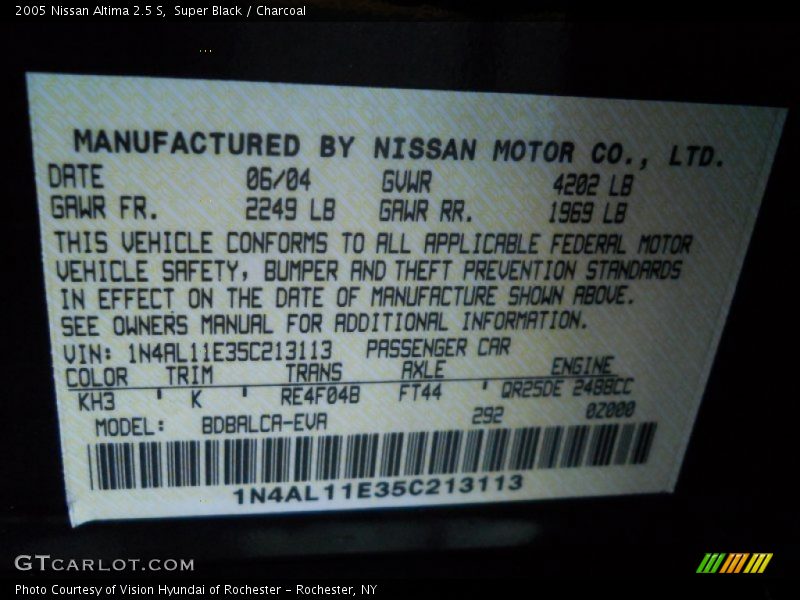 2005 Nissan Altima 2.5 S, Super Black / Charcoal
MANUFACTURED BY NISSAN MOTOR CO., LTD.
DATE 06/04 GVWR 4202 LB
GAWR FR. 2249 LB GAWR RR. 1969 LB
THIS VEHICLE CONFORMS TO ALL APPLICABLE FEDERAL MOTOR
VEHICLE SAFETY, BUMPER AND THEFT PREVENTION STANDARDS
IN EFFECT ON THE DATE OF MANUFACTURE SHOWN ABOVE.
SEE OWNERS MANUAL FOR ADDITIONAL INFORMATION.
VIN: 1N4AL11E35C213113 PASSENGER CAR
COLOR TRIM TRANS AXLE ENGINE
KH3 K RE4F04B FT44 QR25DE 2488CC
MODEL: BDBALCA-EVA 292 0Z000
1N4AL11E35C213113
GTCARLOT.COM
Photo Courtesy of Vision Hyundai of Rochester - Rochester, NY